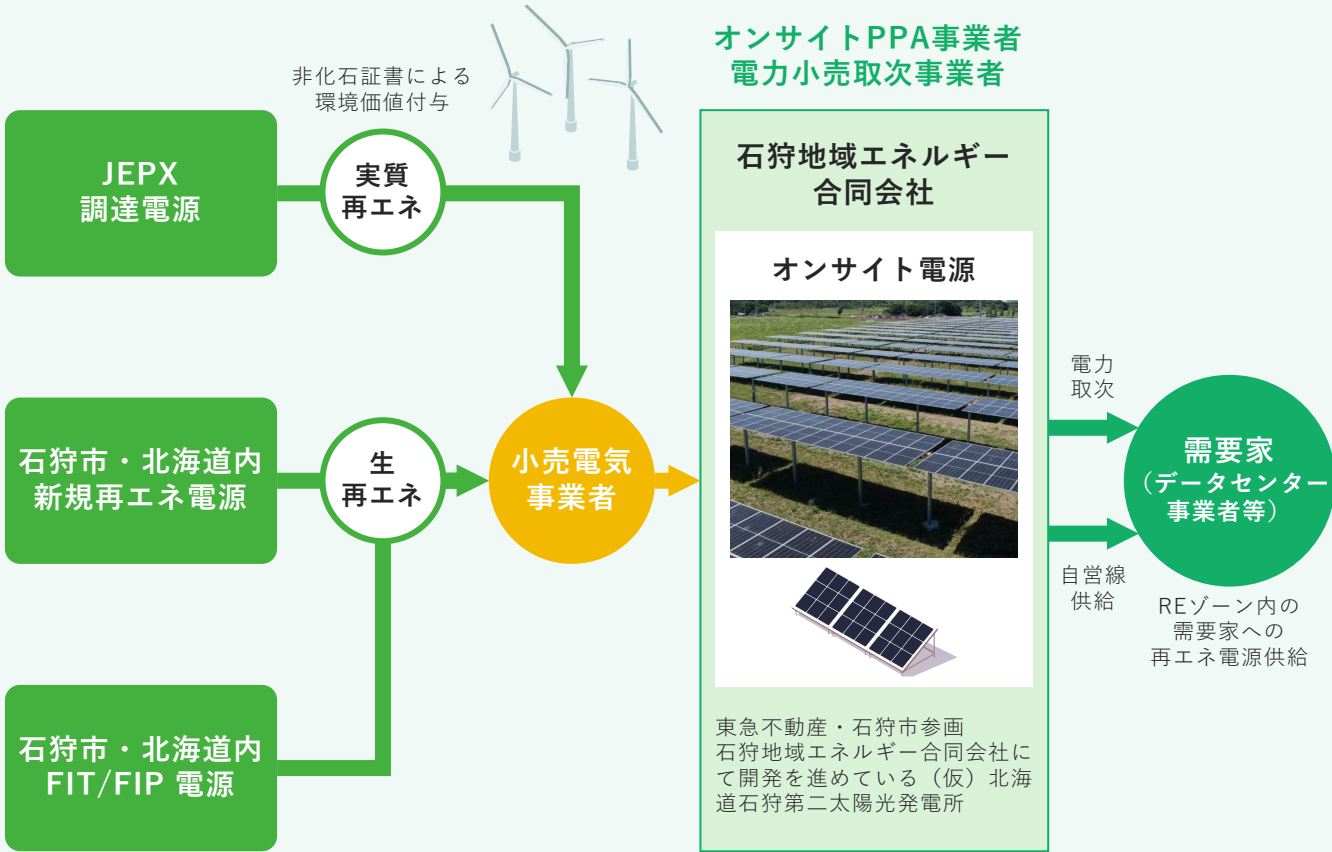 オンサイトPPA事業者
電力小売取次事業者
非化石証書による
環境価値付与
JEPX
調達電源
実質
再エネ
石狩地域エネルギー
合同会社
オンサイト電源
石狩市・北海道内
新規再エネ電源
生
再エネ
小売電気
事業者
電力
取次
需要家
(データセンター
事業者等)
自営線
供給
REゾーン内の
需要家への
再エネ電源供給
石狩市・北海道内
FIT/FIP 電源
東急不動産・石狩市参画
石狩地域エネルギー合同会社に
て開発を進めている（仮）北海
道石狩第二太陽光発電所